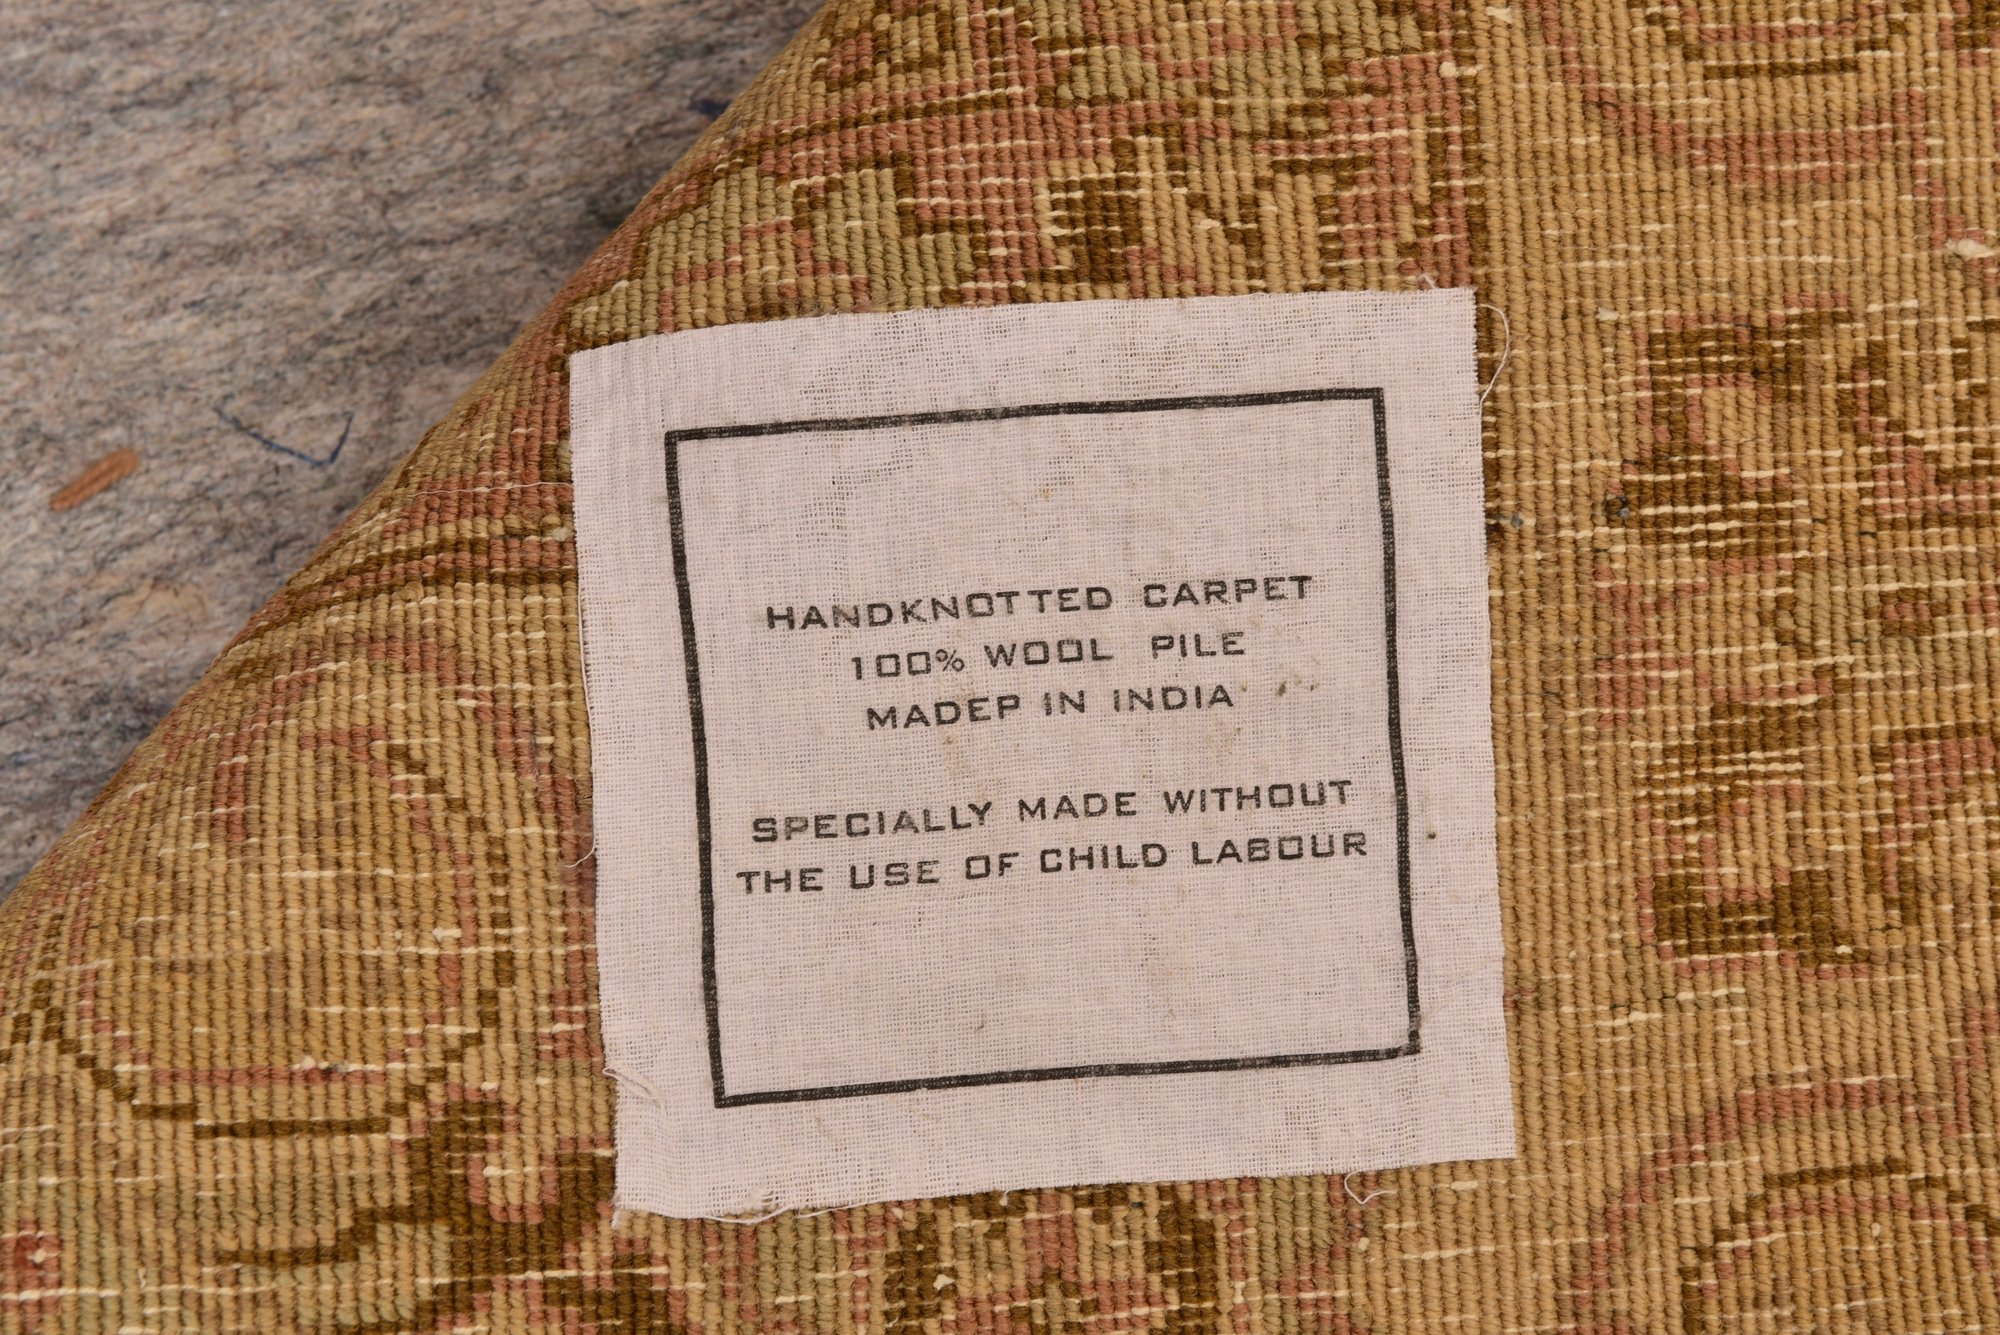 HANDKNOTTED CARPET
100% WOOL PILE
MADEP IN INDIA
SPECIALLY MADE WITHOUT
THE USE OF CHILD LABOUR